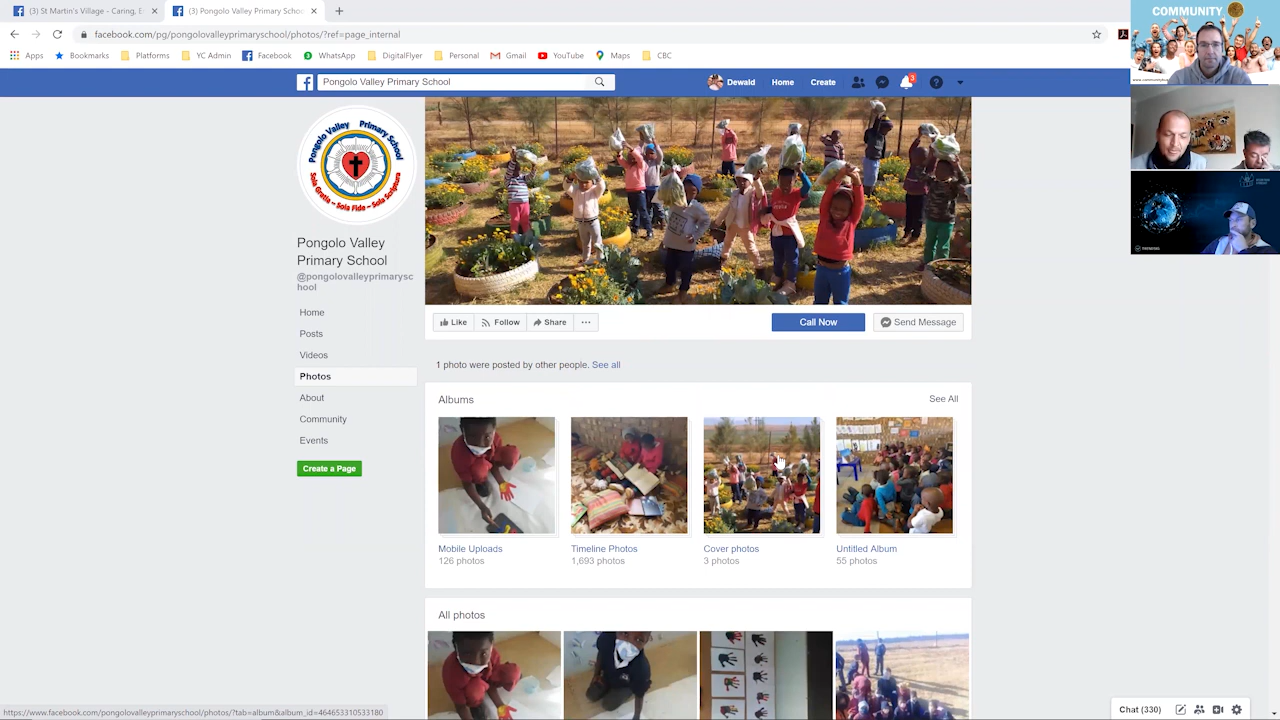 (3) St Martin's Village - Caring, E
(3) Pongolo Valley Primary Schoo
facebook.com/pg/pongolovalleyprimaryschool/photos/?ref=page_internal
Apps Bookmarks Platforms YC Admin Facebook WhatsApp DigitalFlyer Personal Gmail YouTube Maps CBC
COMMUNITY
Pongolo Valley Primary School
Dewald Home Create 3
Pongolo Valley Primary School
Sola Gratia ~ Sola Fide ~ Sola Scriptura
Pongolo Valley
Primary School
@pongolovalleyprimarysc
hool
Home
Posts
Videos
Photos
About
Community
Events
Create a Page
Like Follow Share ... Call Now Send Message
1 photo were posted by other people. See all
Albums See All
Mobile Uploads
126 photos
Timeline Photos
1,693 photos
Cover photos
3 photos
Untitled Album
55 photos
All photos
https://www.facebook.com/pongolovalleyprimaryschool/photos/?tab=album&album_id=464653310533180
Chat (330)